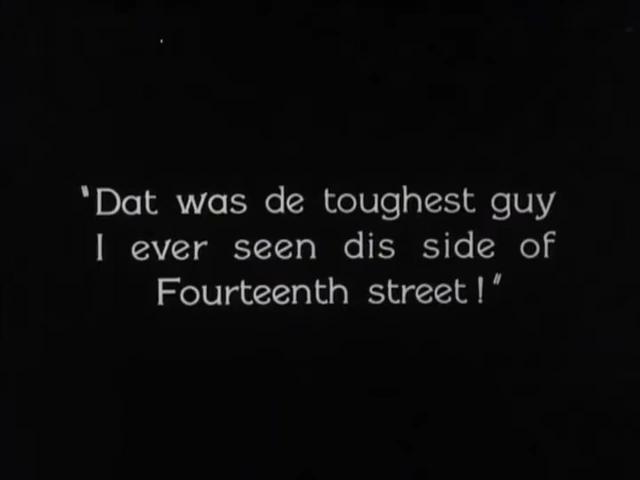 "Dat was de toughest guy
I ever seen dis side of
Fourteenth street!"